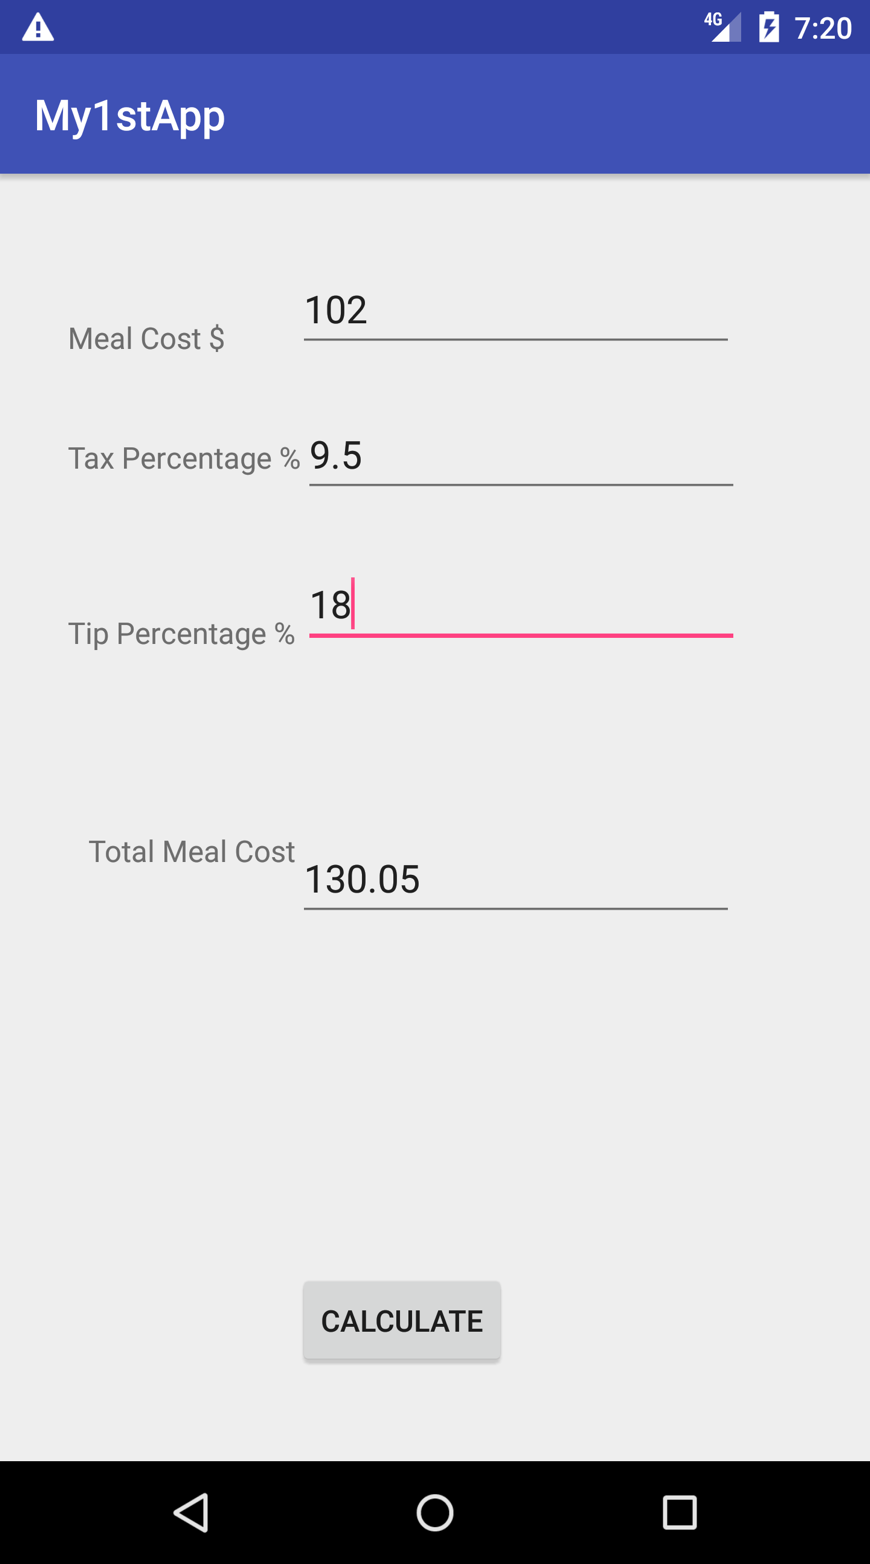 4G 7:20
My1stApp
Meal Cost $ 102
Tax Percentage % 9.5
Tip Percentage % 18
Total Meal Cost 130.05
CALCULATE